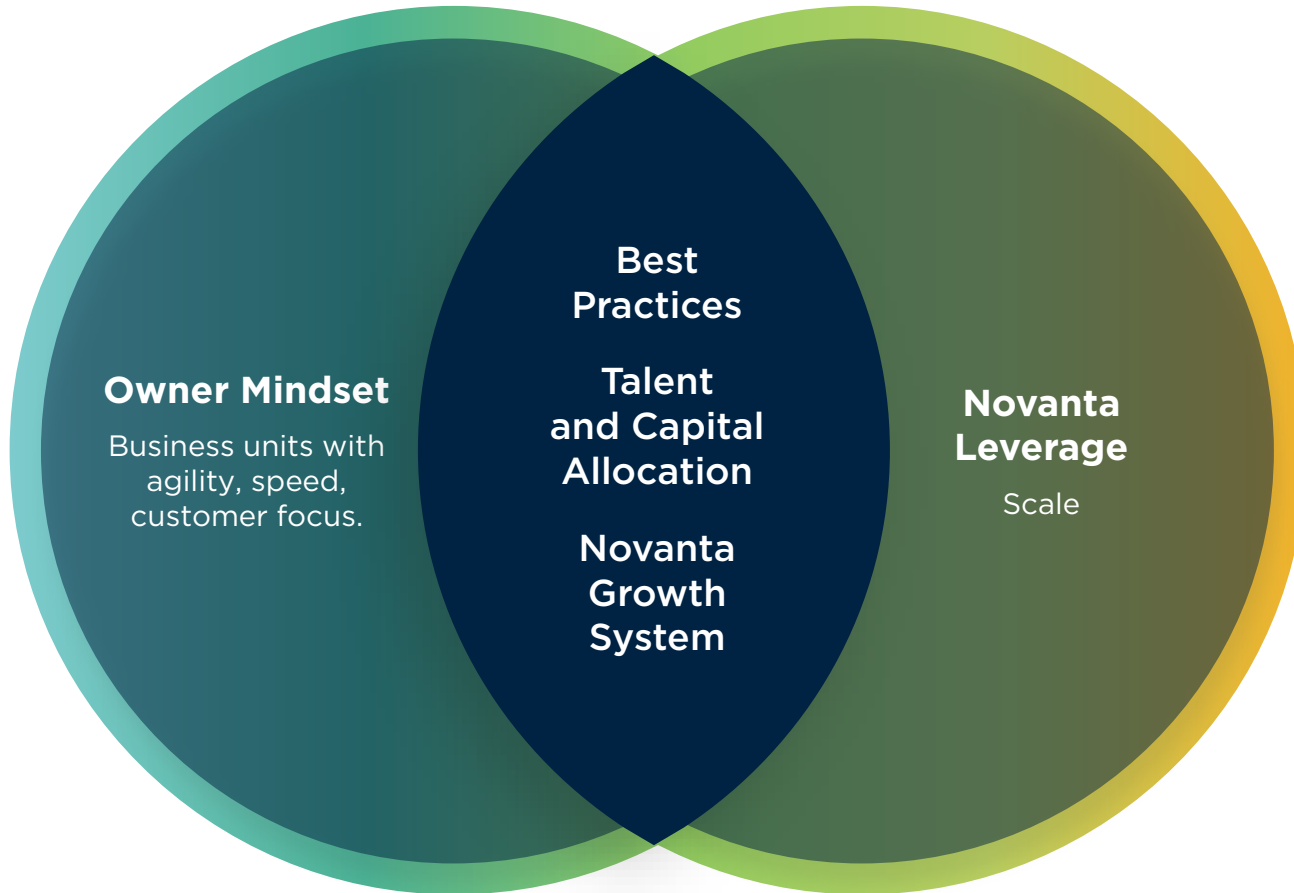 Owner Mindset
Business units with
agility, speed,
customer focus.
Best
Practices
Talent
and Capital
Allocation
Novanta
Growth
System
Novanta
Leverage
Scale